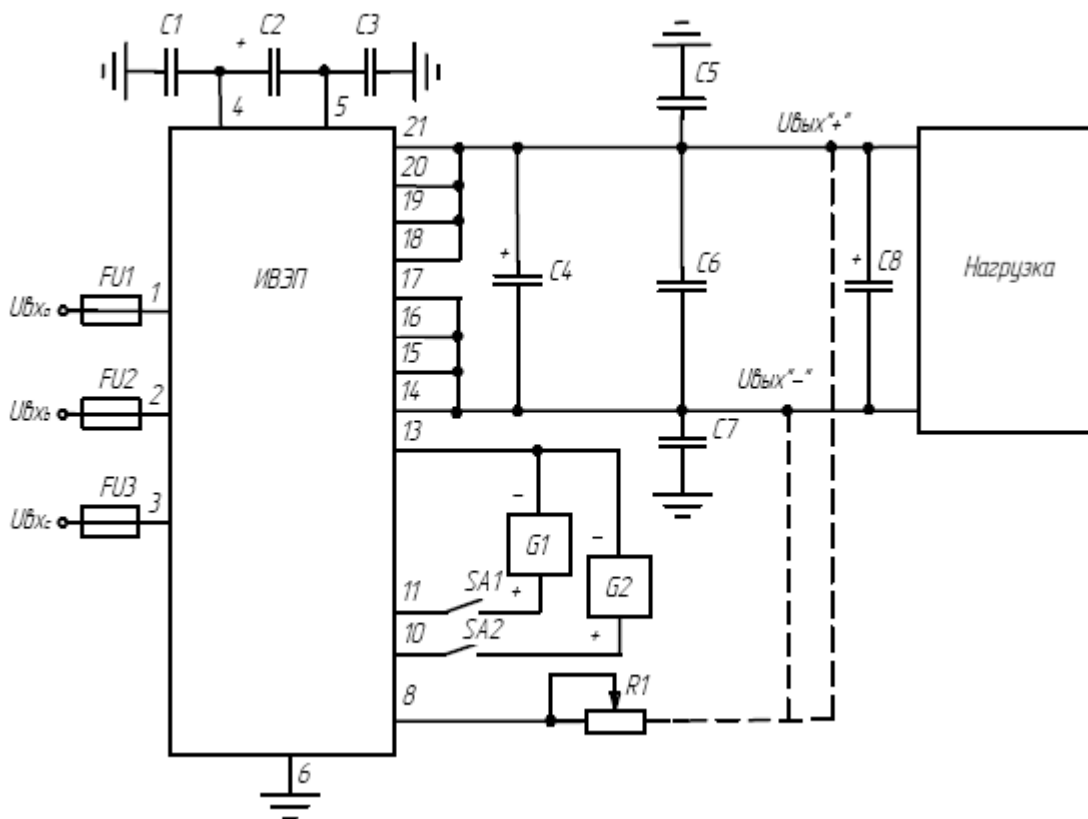 C1
+
C2
C3
4
5
C5
Uвых"+"
21
20
19
18
17
16
15
14
13
11
10
8
6
ИВЭП
Uвхa
FU1
1
Uвхb
FU2
2
Uвхc
FU3
3
+
C4
C6
+
C8
Нагрузка
Uвых"–"
C7
–
G1
+
–
G2
+
SA1
SA2
R1